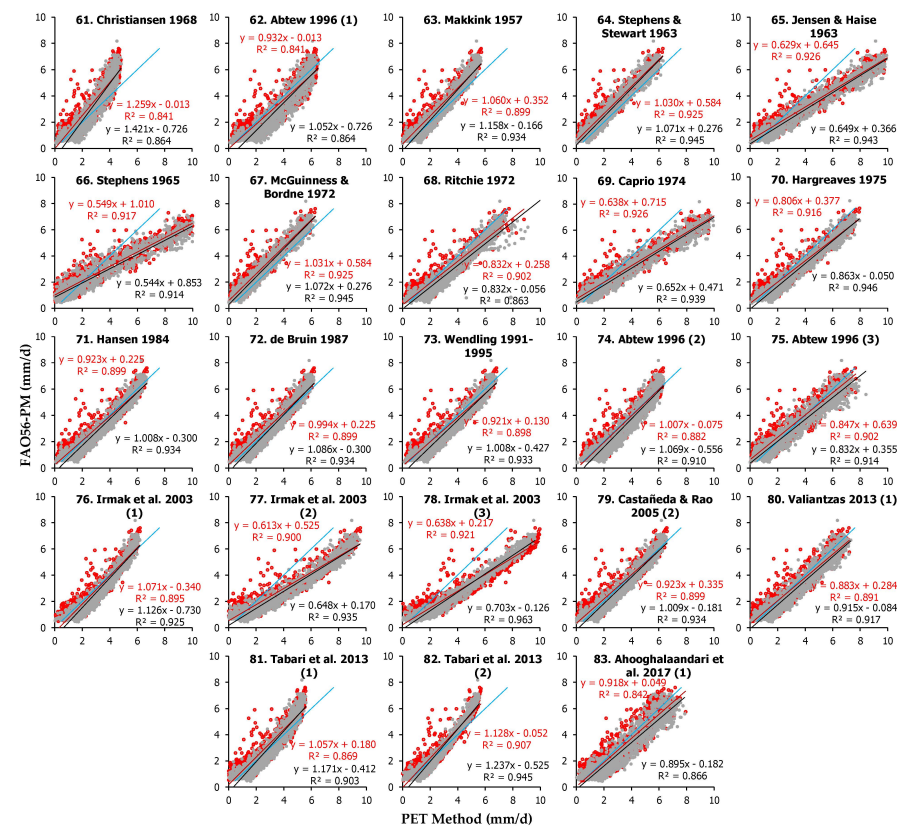 61. Christiansen 1968
y = 1.259x - 0.013
R² = 0.841
y = 1.421x - 0.726
R² = 0.864
62. Abtew 1996 (1)
y = 0.932x - 0.013
R² = 0.841
y = 1.052x - 0.726
R² = 0.864
63. Makkink 1957
y = 1.060x + 0.352
R² = 0.899
y = 1.158x - 0.166
R² = 0.934
64. Stephens &
Stewart 1963
y = 1.030x + 0.584
R² = 0.925
y = 1.071x + 0.276
R² = 0.945
65. Jensen & Haise
1963
y = 0.629x + 0.645
R² = 0.926
y = 0.649x + 0.366
R² = 0.943
66. Stephens 1965
y = 0.549x + 1.010
R² = 0.917
y = 0.544x + 0.853
R² = 0.914
67. McGuinness &
Bordne 1972
y = 1.031x + 0.584
R² = 0.925
y = 1.072x + 0.276
R² = 0.945
68. Ritchie 1972
y = 0.832x + 0.258
R² = 0.902
y = 0.832x - 0.056
R² = 0.863
69. Caprio 1974
y = 0.638x + 0.715
R² = 0.926
y = 0.652x + 0.471
R² = 0.939
70. Hargreaves 1975
y = 0.806x + 0.377
R² = 0.916
y = 0.863x - 0.050
R² = 0.946
71. Hansen 1984
y = 0.923x + 0.225
R² = 0.899
y = 1.008x - 0.300
R² = 0.934
72. de Bruin 1987
y = 0.994x + 0.225
R² = 0.899
y = 1.086x - 0.300
R² = 0.934
73. Wendling 1991-
1995
y = 0.921x + 0.130
R² = 0.898
y = 1.008x - 0.427
R² = 0.933
74. Abtew 1996 (2)
y = 1.007x - 0.075
R² = 0.882
y = 1.069x - 0.556
R² = 0.910
75. Abtew 1996 (3)
y = 0.847x + 0.639
R² = 0.902
y = 0.832x + 0.355
R² = 0.914
76. Irmak et al. 2003
(1)
y = 1.071x - 0.340
R² = 0.895
y = 1.126x - 0.730
R² = 0.925
77. Irmak et al. 2003
(2)
y = 0.613x + 0.525
R² = 0.900
y = 0.648x + 0.170
R² = 0.935
78. Irmak et al. 2003
(3)
y = 0.638x + 0.217
R² = 0.921
y = 0.703x - 0.126
R² = 0.963
79. Castañeda & Rao
2005 (2)
y = 0.923x + 0.335
R² = 0.899
y = 1.009x - 0.181
R² = 0.934
80. Valiantzas 2013 (1)
y = 0.883x + 0.284
R² = 0.891
y = 0.915x - 0.084
R² = 0.917
81. Tabari et al. 2013
(1)
y = 1.057x + 0.180
R² = 0.869
y = 1.171x - 0.412
R² = 0.903
82. Tabari et al. 2013
(2)
y = 1.128x - 0.052
R² = 0.907
y = 1.237x - 0.525
R² = 0.945
83. Ahooghalaandari et
al. 2017 (1)
y = 0.918x + 0.049
R² = 0.842
y = 0.895x - 0.182
R² = 0.866
FAO56-PM (mm/d)
0 2 4 6 8 10
PET Method (mm/d)